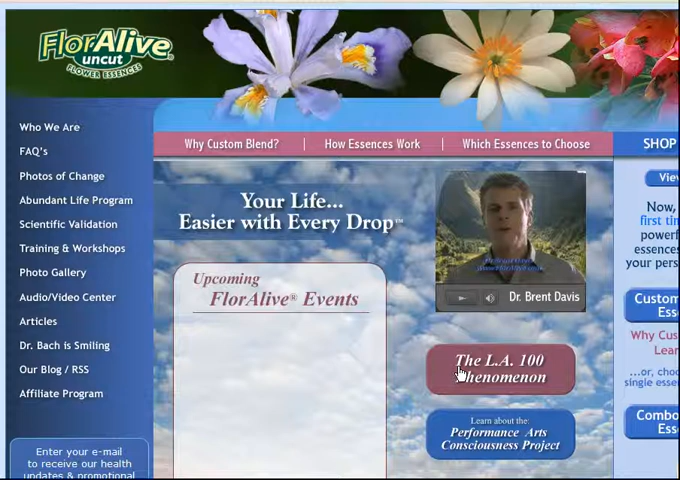 FlorAlive®
uncut
FLOWER ESSENCES
Why Custom Blend?
How Essences Work
Which Essences to Choose
SHOP
Who We Are
FAQ's
Photos of Change
Abundant Life Program
Scientific Validation
Training & Workshops
Photo Gallery
Audio/Video Center
Articles
Dr. Bach is Smiling
Our Blog / RSS
Affiliate Program
Enter your e-mail
to receive our health
updates & promotional
Your Life...
Easier with Every Drop™
Upcoming
FlorAlive® Events
Dr. Brent Davis
The L.A. 100
Phenomenon
Learn about the:
Performance Arts
Consciousness Project
View
Now,
first ti
powerf
essences
your pers
Custom
Ess
Why Cus
Lear
...or, choo
single esse
Combo
Ess